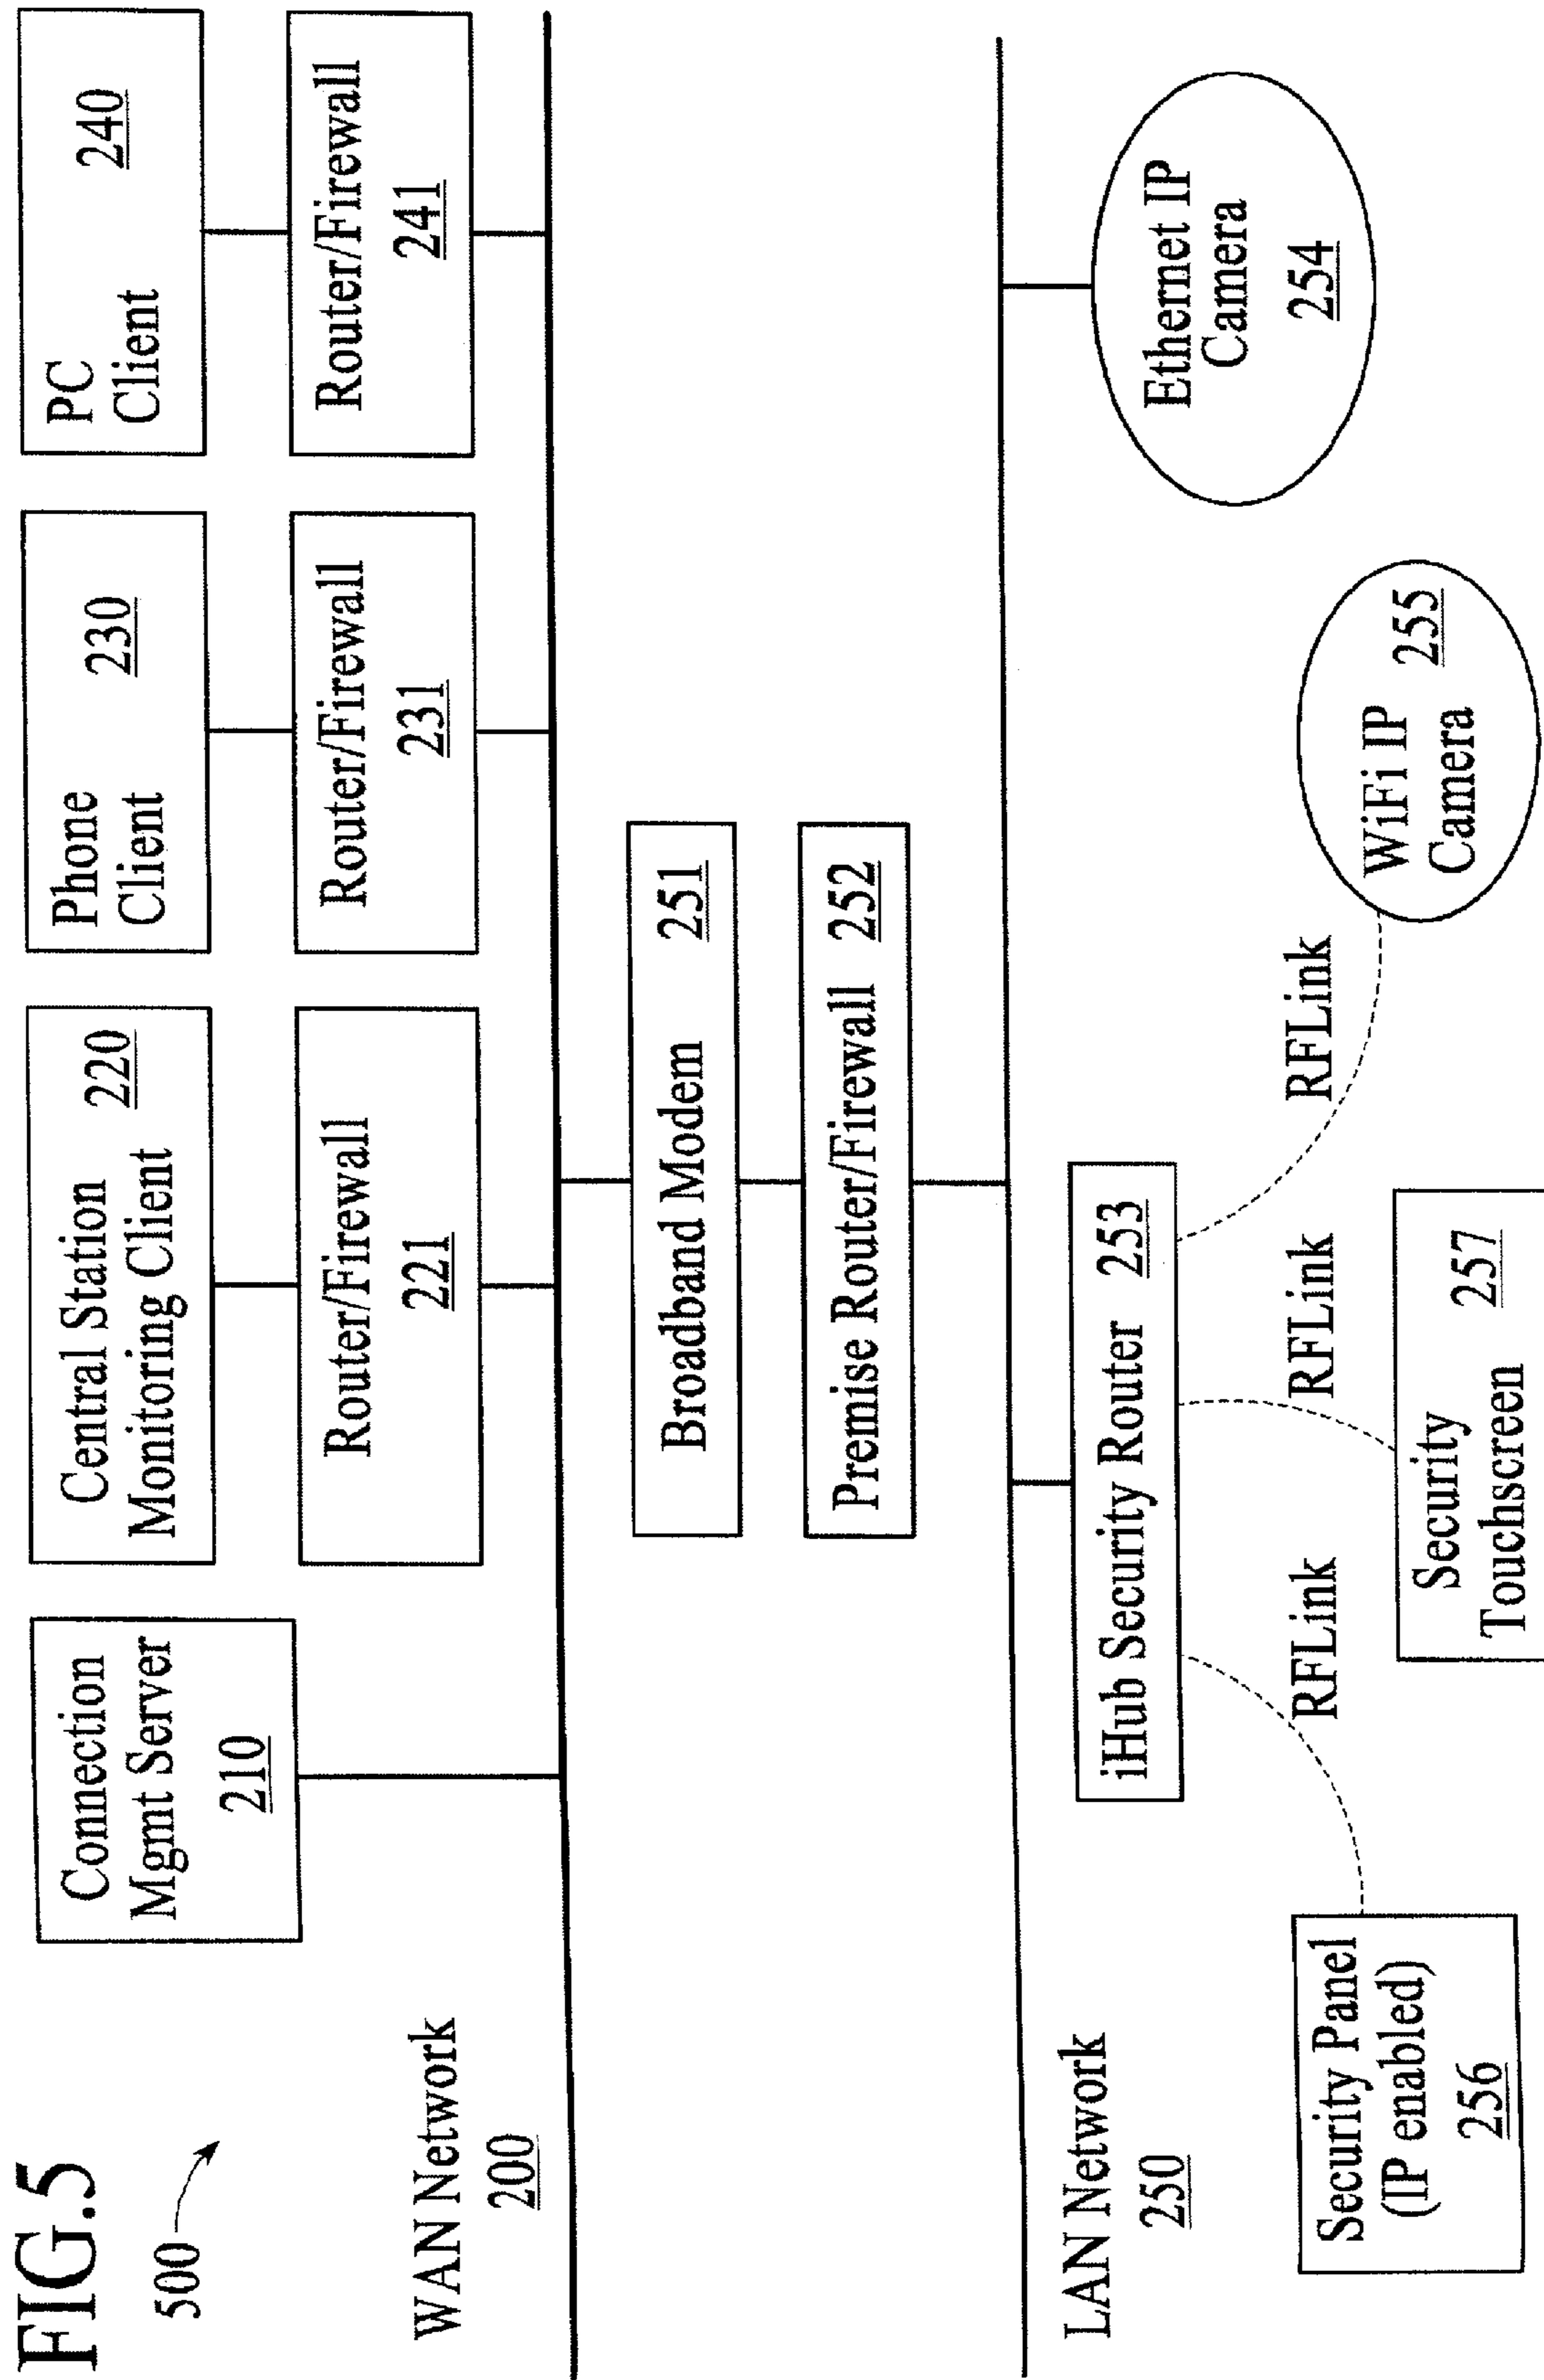 FIG.5
500
Connection
Mgmt Server
210
Central Station
Monitoring Client
220
Phone
Client
230
PC
Client
240
Router/Firewall
221
Router/Firewall
231
Router/Firewall
241
WAN Network
200
Broadband Modem 251
Premise Router/Firewall 252
LAN Network
250
iHub Security Router 253
RFLink
RFLink
RFLink
Security Panel
(IP enabled)
256
Security
Touchscreen
257
WiFi IP
Camera
255
Ethernet IP
Camera
254